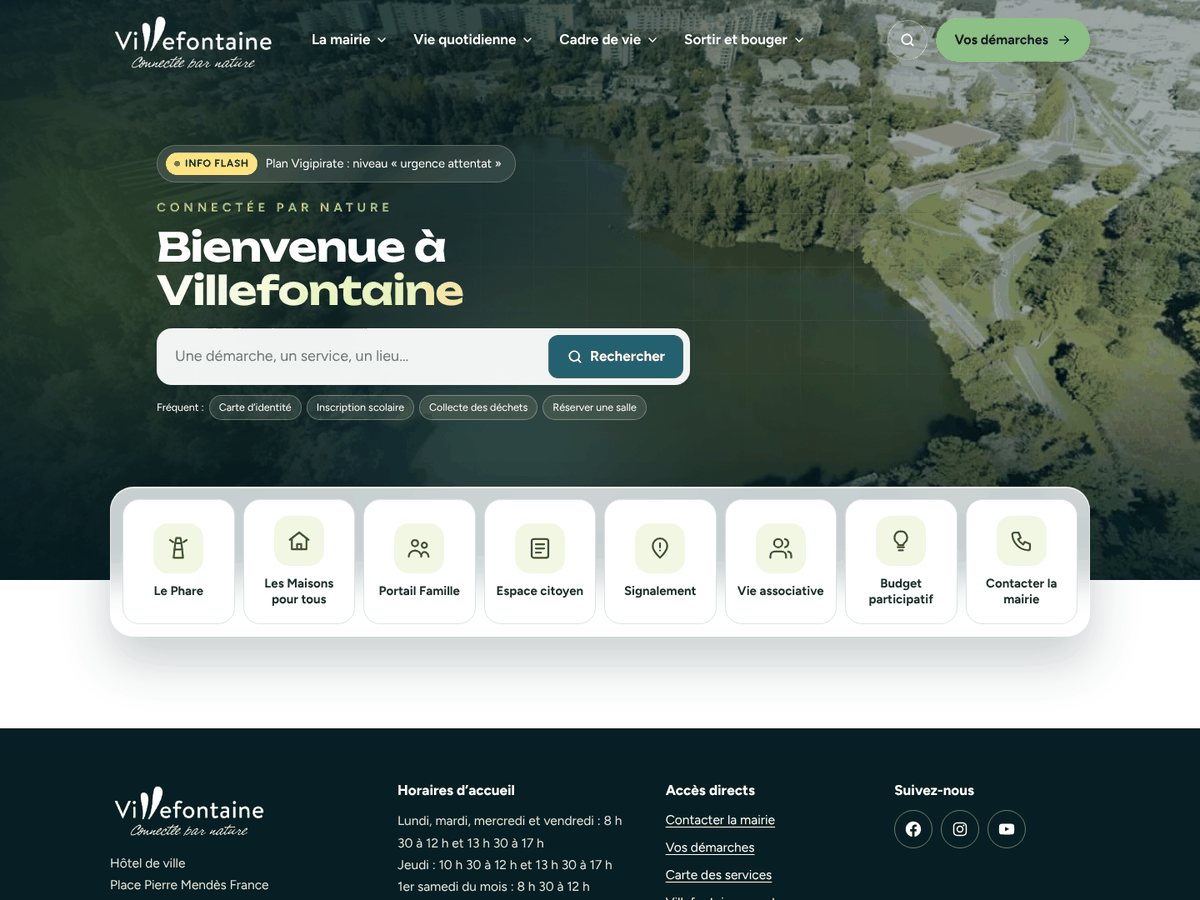 Villefontaine
Connectée par nature
La mairie
Vie quotidienne
Cadre de vie
Sortir et bouger
Vos démarches
INFO FLASH
Plan Vigipirate : niveau « urgence attentat »
CONNECTÉE PAR NATURE
Bienvenue à
Villefontaine
Une démarche, un service, un lieu...
Rechercher
Fréquent :
Carte d'identité
Inscription scolaire
Collecte des déchets
Réserver une salle
Le Phare
Les Maisons
pour tous
Portail Famille
Espace citoyen
Signalement
Vie associative
Budget
participatif
Contacter la
mairie
Villefontaine
Connectée par nature
Hôtel de ville
Place Pierre Mendès France
Horaires d’accueil
Lundi, mardi, mercredi et vendredi : 8 h
30 à 12 h et 13 h 30 à 17 h
Jeudi : 10 h 30 à 12 h et 13 h 30 à 17 h
1er samedi du mois : 8 h 30 à 12 h
Accès directs
Contacter la mairie
Vos démarches
Carte des services
Suivez-nous